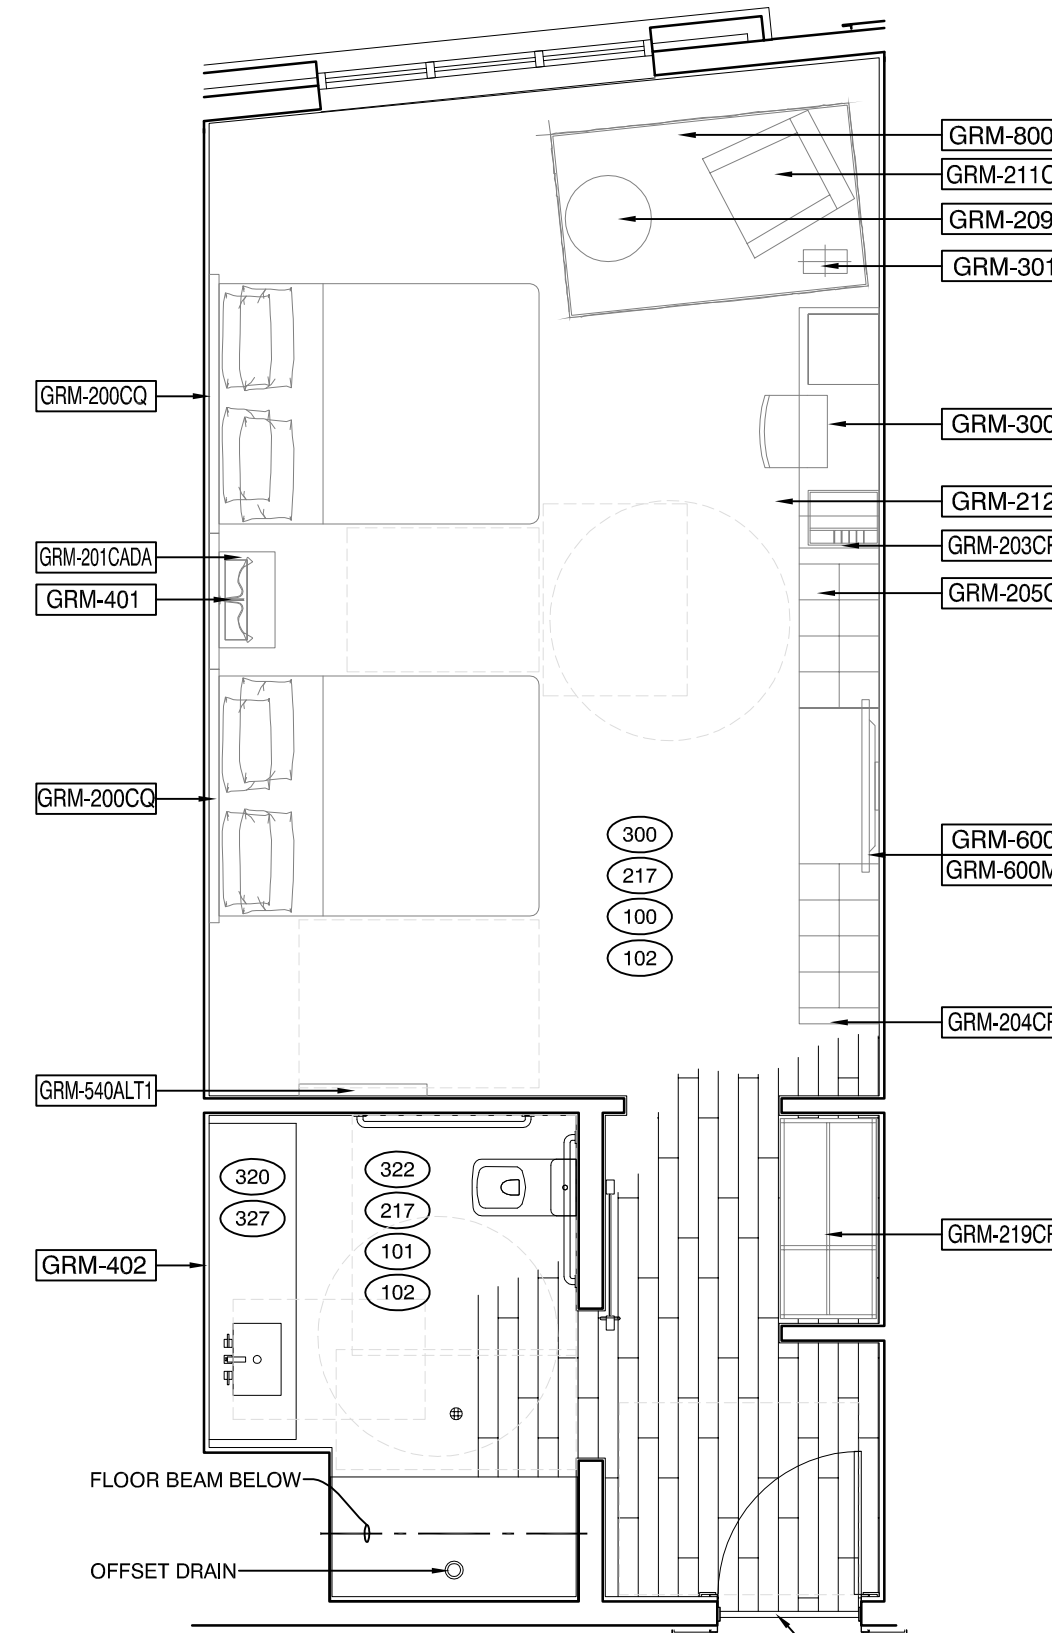 GRM-800
GRM-211C
GRM-209
GRM-301
GRM-200CQ
GRM-300
GRM-212
GRM-203CR
GRM-201CADA
GRM-401
GRM-205C
GRM-200CQ
300
217
100
102
GRM-600
GRM-600M
GRM-204CR
GRM-540ALT1
320
327
322
217
101
102
GRM-219CR
GRM-402
FLOOR BEAM BELOW
OFFSET DRAIN